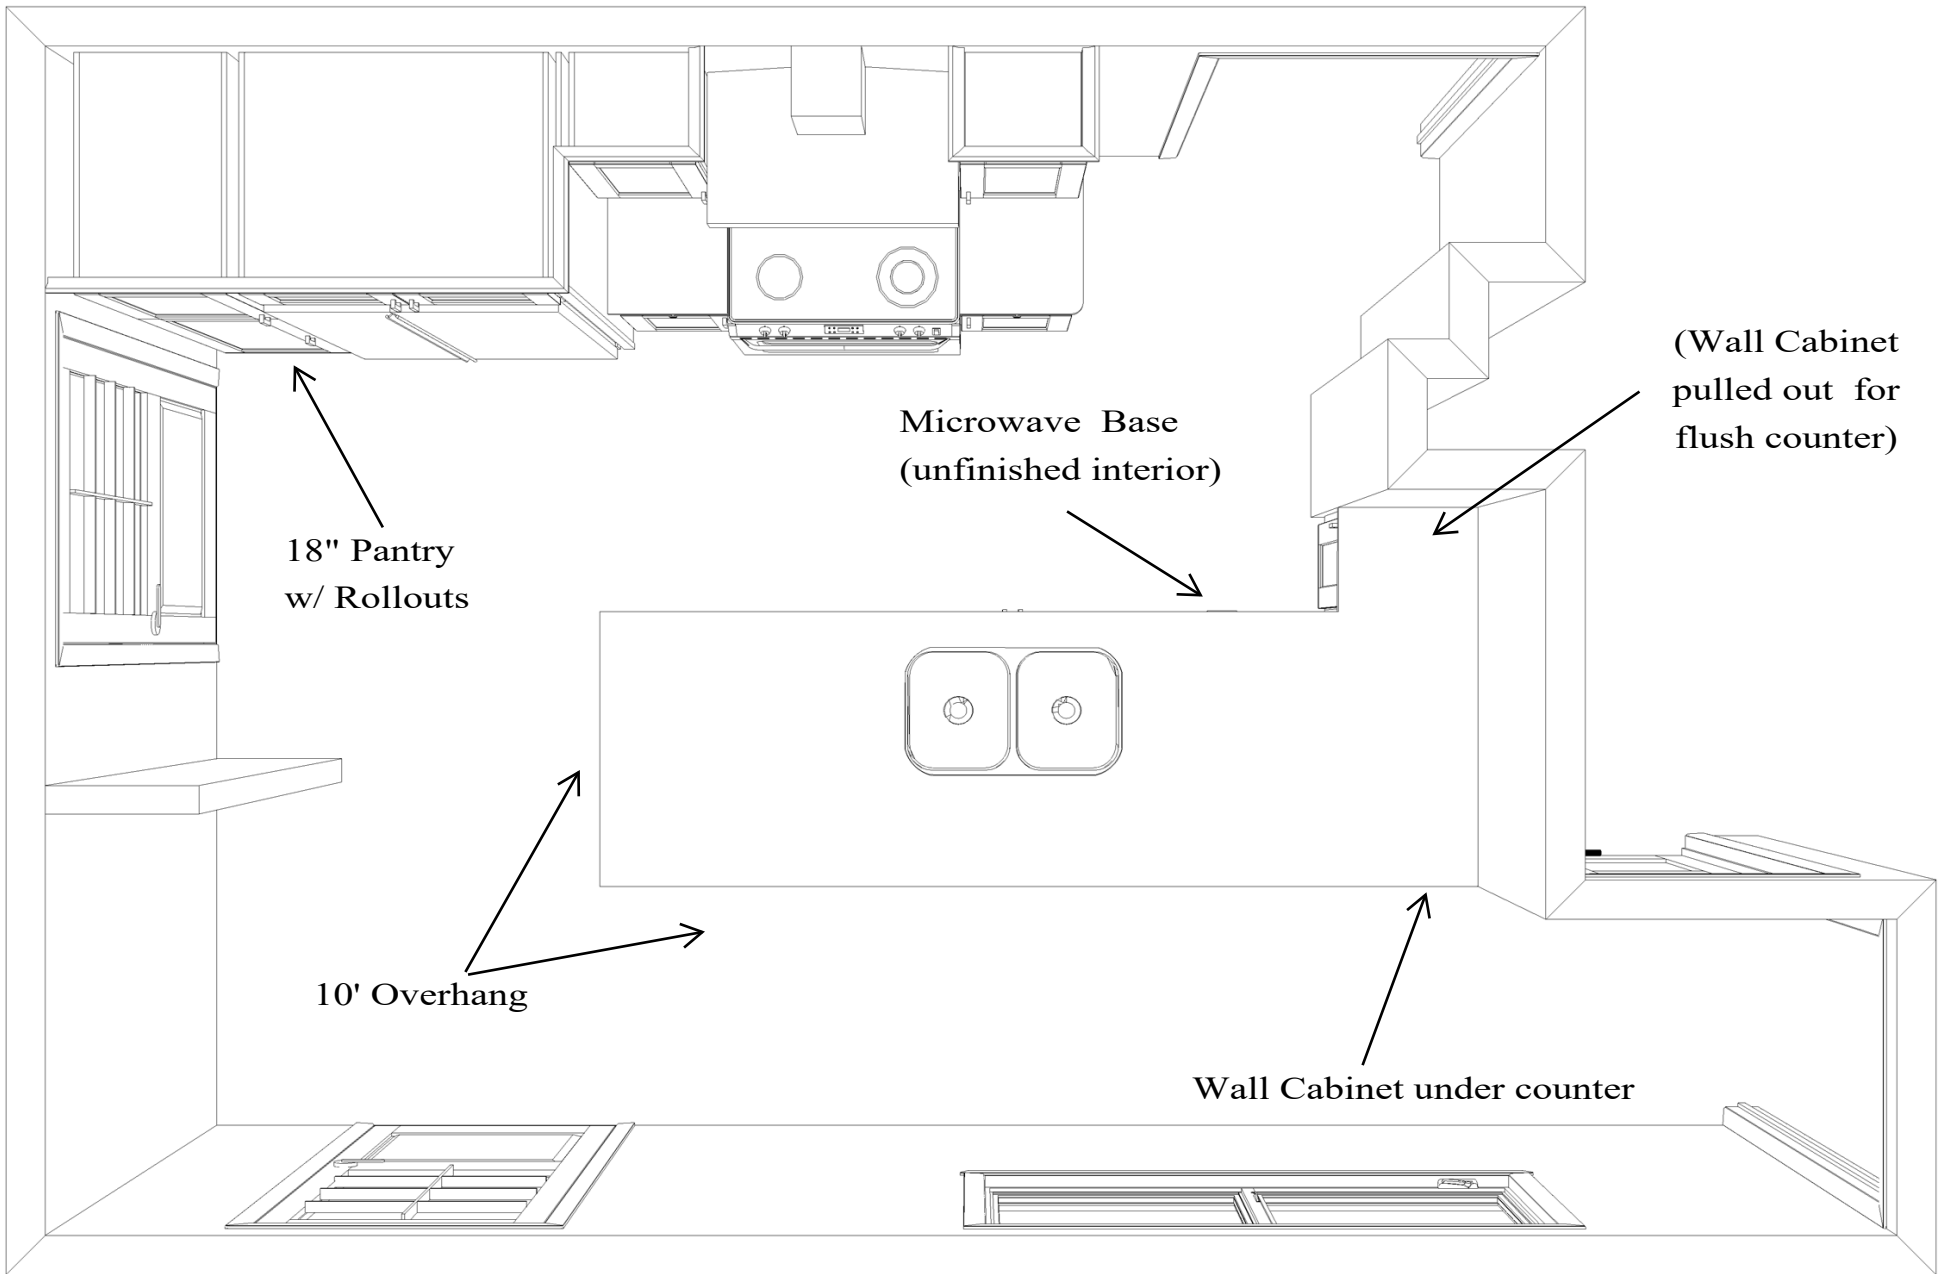 (Wall Cabinet
pulled out for
flush counter)
Microwave Base
(unfinished interior)
18" Pantry
w/ Rollouts
10' Overhang
Wall Cabinet under counter